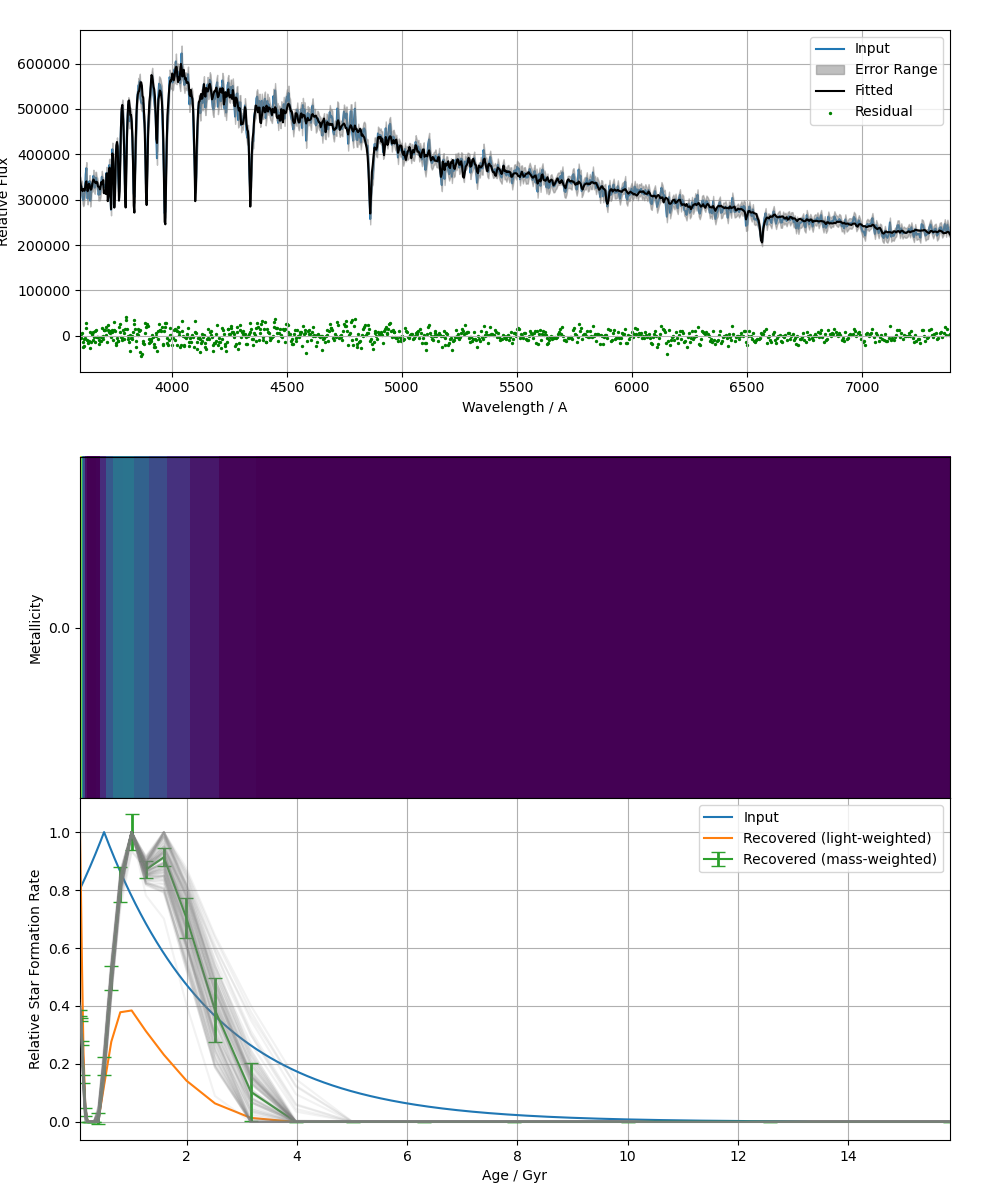 600000
500000
400000
300000
200000
100000
0
Relative Flux
Input
Error Range
Fitted
Residual
4000
4500
5000
5500
6000
6500
7000
Wavelength / A
Metallicity
0.0
1.0
0.8
0.6
0.4
0.2
0.0
Relative Star Formation Rate
Input
Recovered (light-weighted)
Recovered (mass-weighted)
2
4
6
8
10
12
14
Age / Gyr